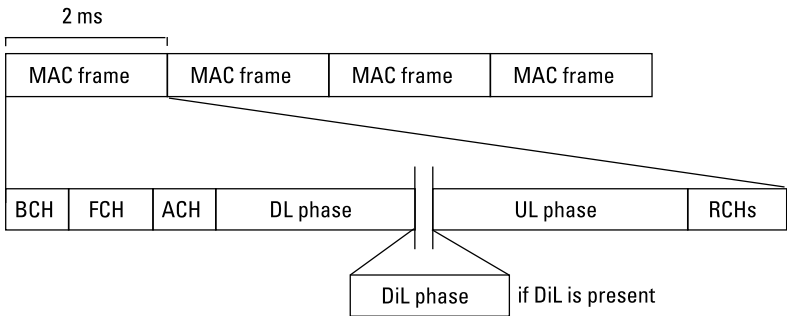 2 ms
MAC frame MAC frame MAC frame MAC frame
BCH FCH ACH DL phase UL phase RCHs
DiL phase if DiL is present